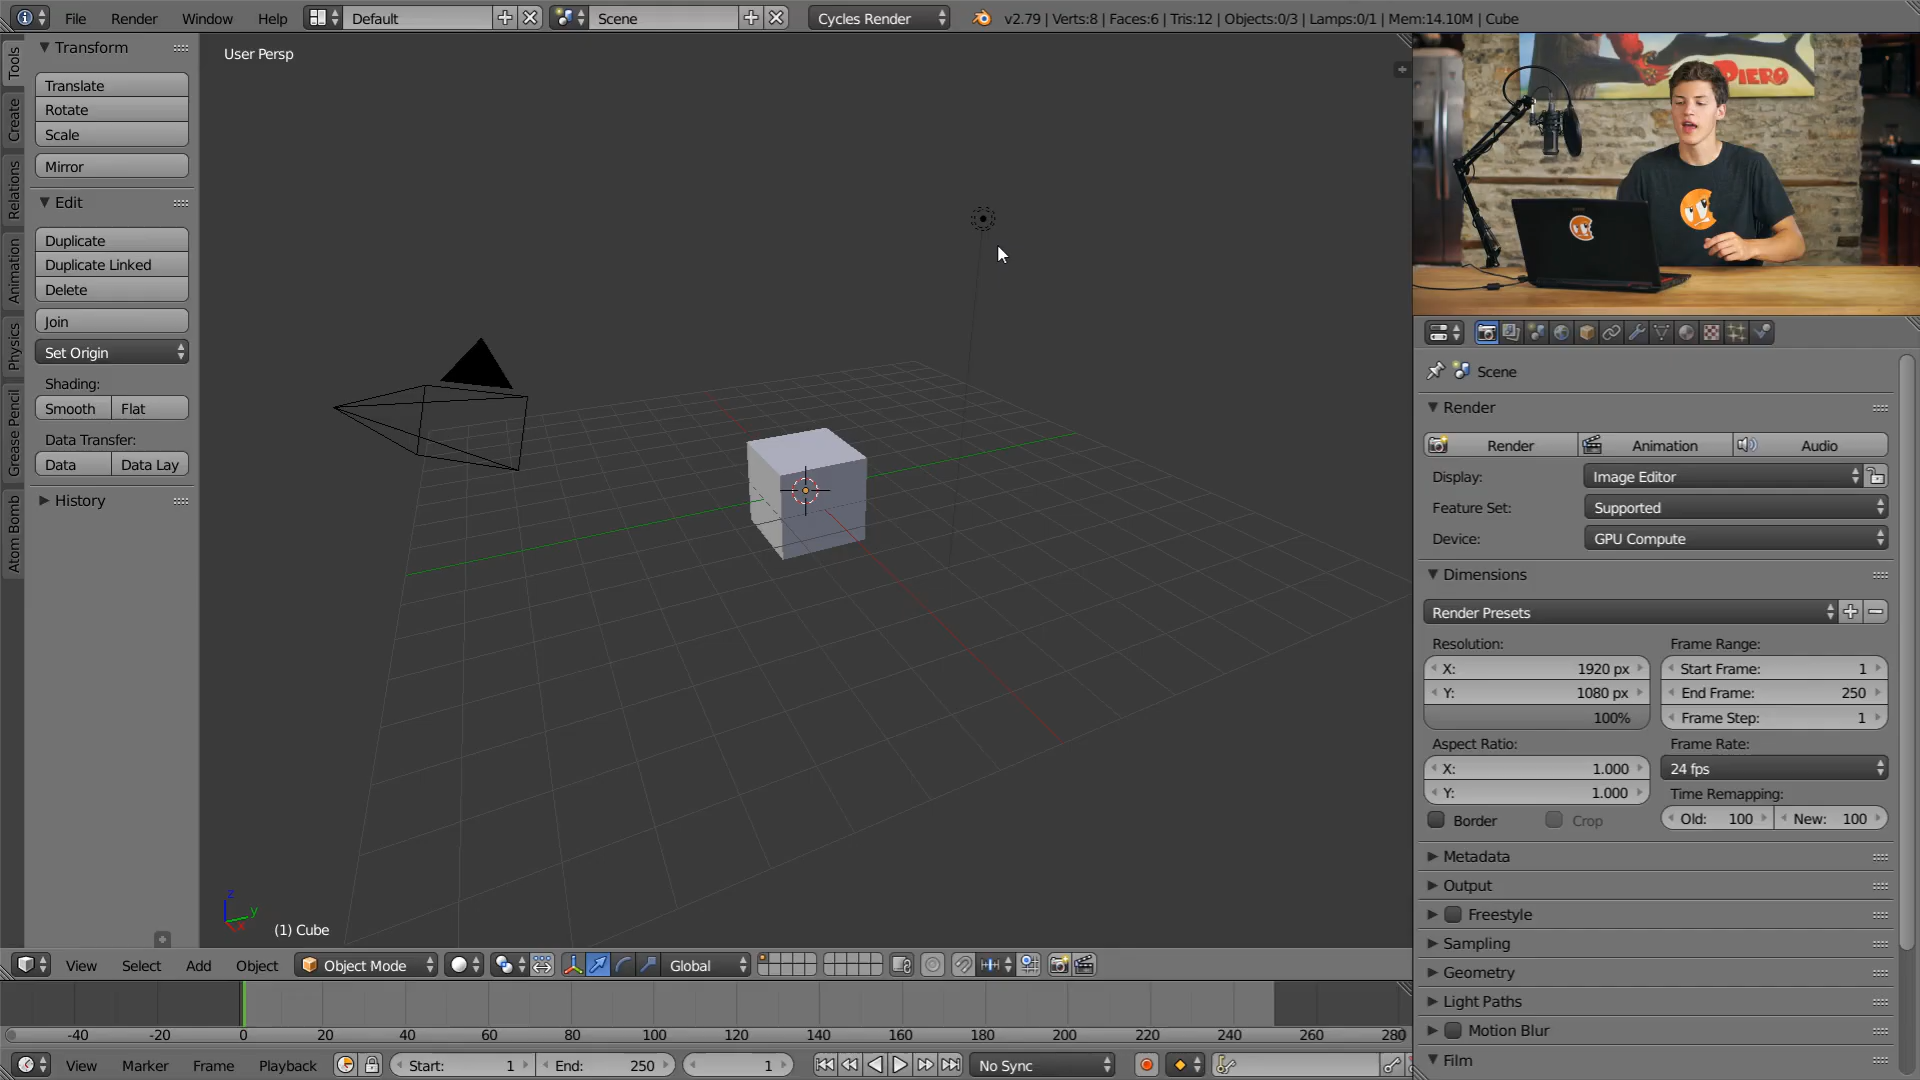 File Render Window Help Default Scene Cycles Render v2.79 | Verts:8 | Faces:6 | Tris:12 | Objects:0/3 | Lamps:0/1 | Mem:14.10M | Cube
Tools
Create
Relations
Animation
Physics
Grease Pencil
Atom Bomb
Transform
Translate
Rotate
Scale
Mirror
Edit
Duplicate
Duplicate Linked
Delete
Join
Set Origin
Shading:
Smooth Flat
Data Transfer:
Data Data Lay
History
User Persp
z
y
x
(1) Cube
PIERO
Scene
Render
Render Animation Audio
Display: Image Editor
Feature Set: Supported
Device: GPU Compute
Dimensions
Render Presets
Resolution: Frame Range:
X: 1920 px Start Frame: 1
Y: 1080 px End Frame: 250
100% Frame Step: 1
Aspect Ratio: Frame Rate:
X: 1.000 24 fps
Y: 1.000 Time Remapping:
Border Crop Old: 100 New: 100
Metadata
Output
Freestyle
Sampling
Geometry
Light Paths
Motion Blur
Film
View Select Add Object Object Mode Global
-40 -20 0 20 40 60 80 100 120 140 160 180 200 220 240 260 280
View Marker Frame Playback Start: 1 End: 250 1 No Sync